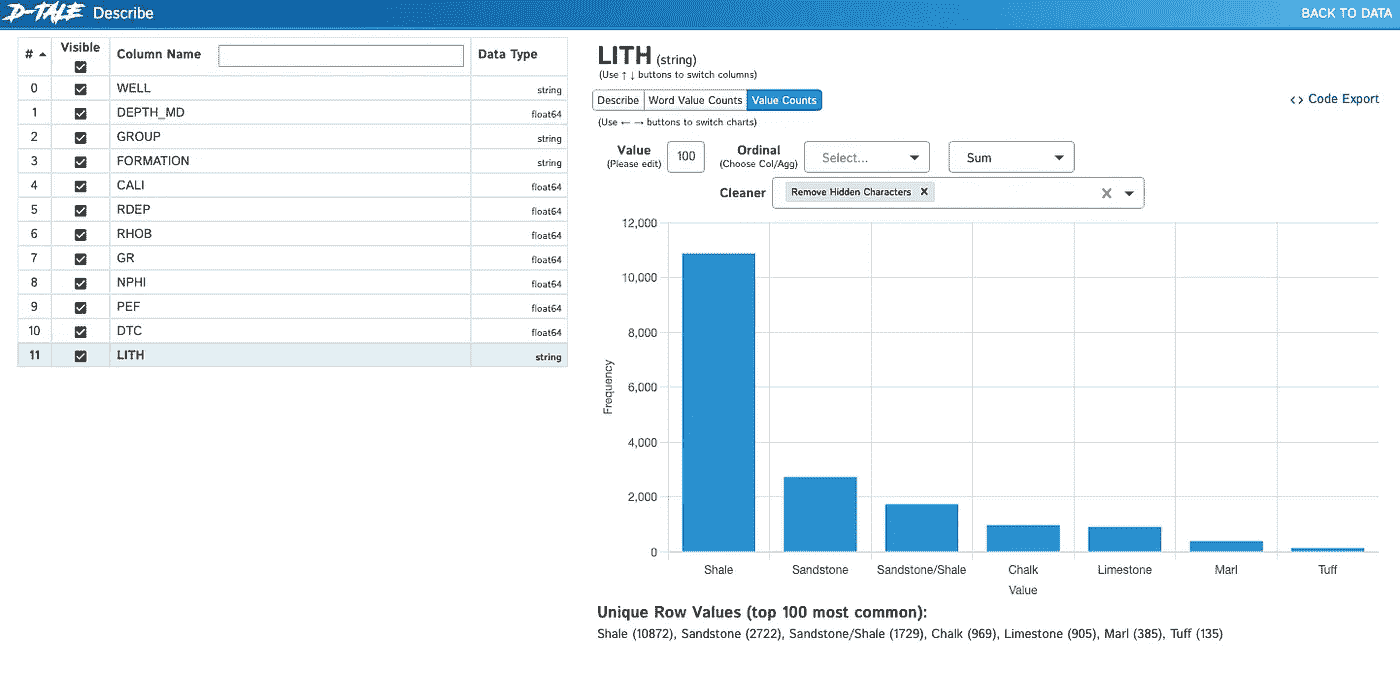 D-TALE Describe BACK TO DATA
# Visible Column Name Data Type
0 WELL string
1 DEPTH_MD float64
2 GROUP string
3 FORMATION string
4 CALI float64
5 RDEP float64
6 RHOB float64
7 GR float64
8 NPHI float64
9 PEF float64
10 DTC float64
11 LITH string
LITH (string)
(Use ↑ ↓ buttons to switch columns)
Describe Word Value Counts Value Counts
<> Code Export
(Use ← → buttons to switch charts)
Value 100 Ordinal Select... Sum
(Please edit) (Choose Col/Agg)
Cleaner Remove Hidden Characters × ×
12,000
10,000
8,000
6,000
4,000
2,000
0
Frequency
Shale Sandstone Sandstone/Shale Chalk Limestone Marl Tuff
Value
Unique Row Values (top 100 most common):
Shale (10872), Sandstone (2722), Sandstone/Shale (1729), Chalk (969), Limestone (905), Marl (385), Tuff (135)